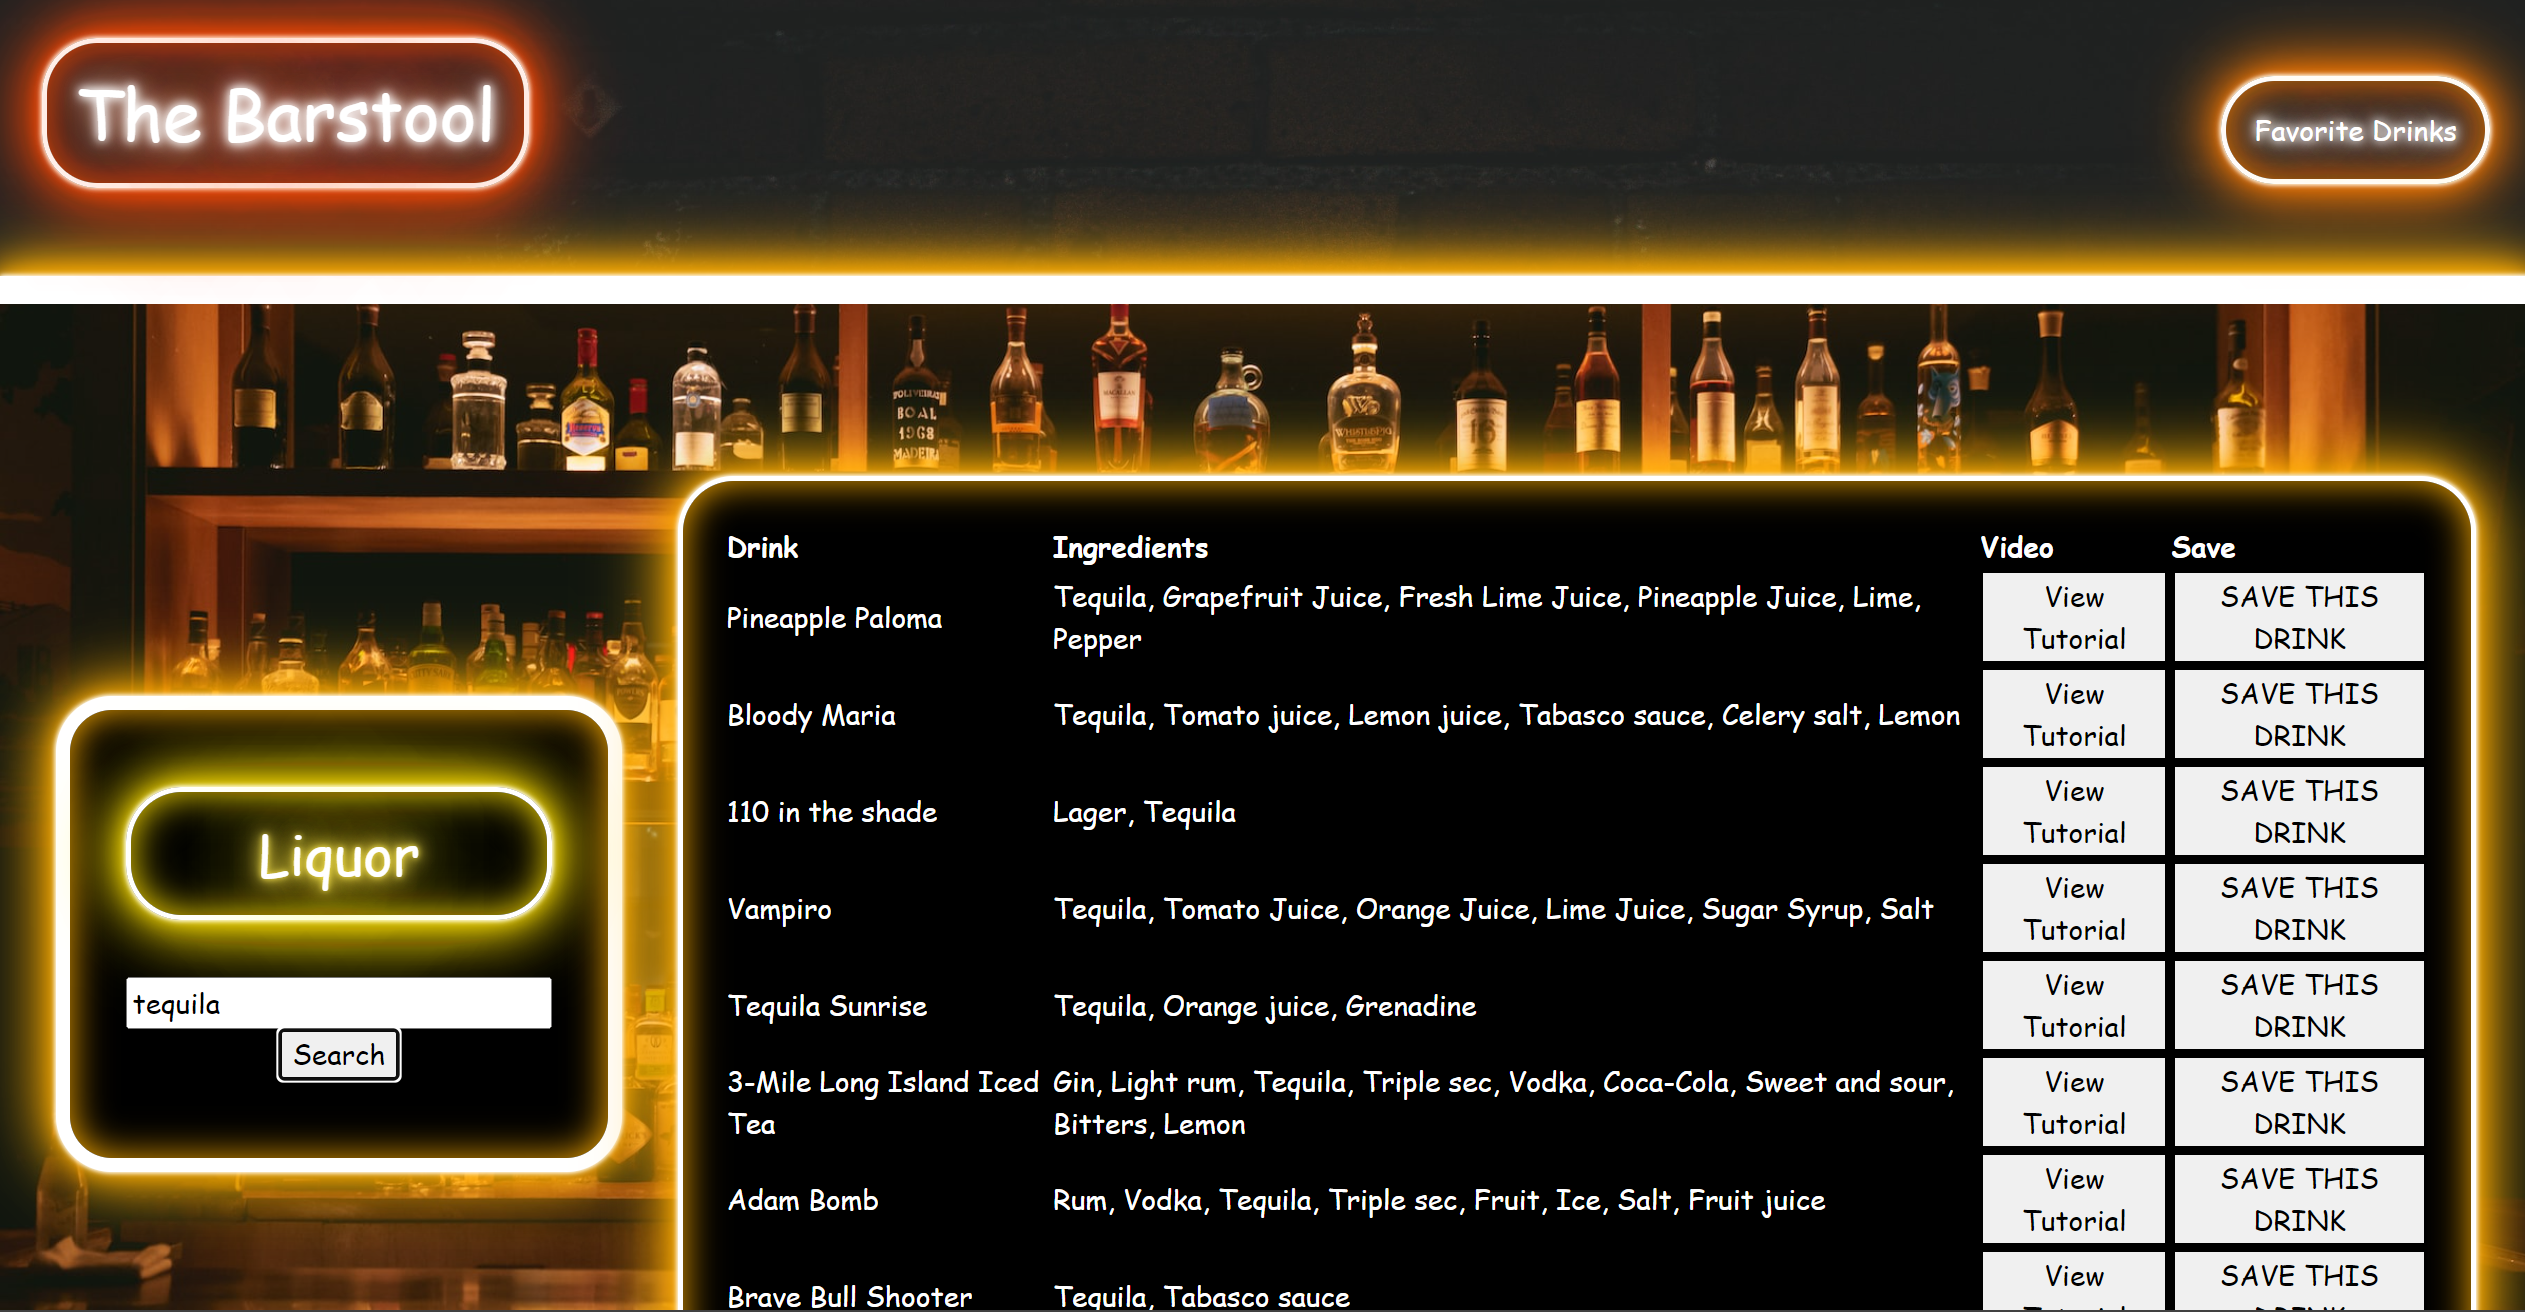 The Barstool
Favorite Drinks
BOAL
1968
MADEIRA
MACALLAN
WHISTLEPIG
16
Liquor
tequila
Search
Drink Ingredients Video Save
Pineapple Paloma Tequila, Grapefruit Juice, Fresh Lime Juice, Pineapple Juice, Lime, Pepper View Tutorial SAVE THIS DRINK
Bloody Maria Tequila, Tomato juice, Lemon juice, Tabasco sauce, Celery salt, Lemon View Tutorial SAVE THIS DRINK
110 in the shade Lager, Tequila View Tutorial SAVE THIS DRINK
Vampiro Tequila, Tomato Juice, Orange Juice, Lime Juice, Sugar Syrup, Salt View Tutorial SAVE THIS DRINK
Tequila Sunrise Tequila, Orange juice, Grenadine View Tutorial SAVE THIS DRINK
3-Mile Long Island Iced Tea Gin, Light rum, Tequila, Triple sec, Vodka, Coca-Cola, Sweet and sour, Bitters, Lemon View Tutorial SAVE THIS DRINK
Adam Bomb Rum, Vodka, Tequila, Triple sec, Fruit, Ice, Salt, Fruit juice View Tutorial SAVE THIS DRINK
Brave Bull Shooter Tequila, Tabasco sauce View SAVE THIS